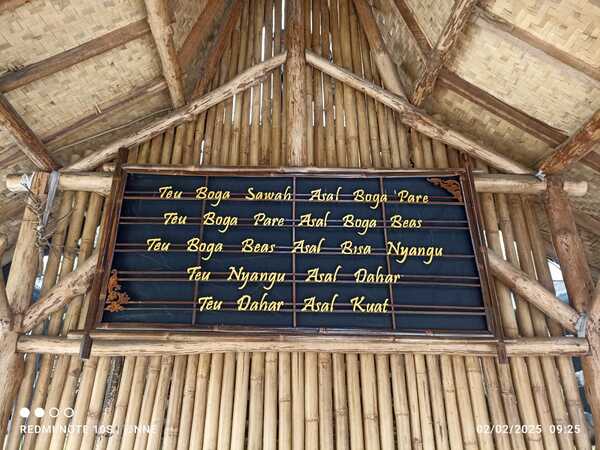 Teu Boga Sawah Asal Boga Pare
Teu Boga Pare Asal Boga Beas
Teu Boga Beas Asal Bisa Nyangu
Teu Nyangu Asal Dahar
Teu Dahar Asal Kuat
REDMI NOTE 10S
02/02/2025 09:25